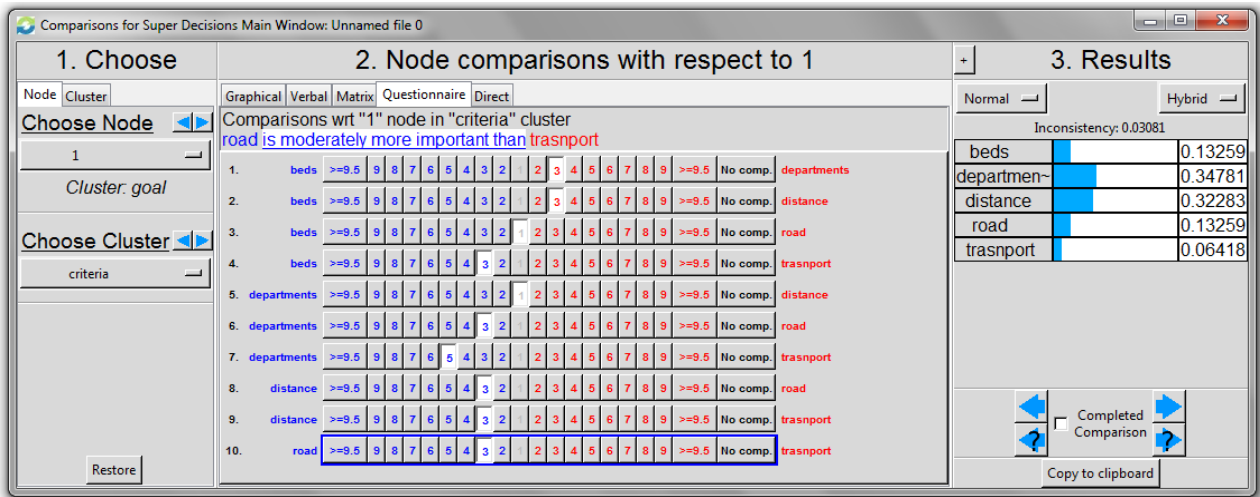 Comparisons for Super Decisions Main Window: Unnamed file 0
1. Choose
Node Cluster
Choose Node
1
Cluster: goal
Choose Cluster
criteria
Restore
2. Node comparisons with respect to 1
Graphical Verbal Matrix Questionnaire Direct
Comparisons wrt "1" node in "criteria" cluster
road is moderately more important than trasnport
1. beds >=9.5 9 8 7 6 5 4 3 2 1 2 3 4 5 6 7 8 9 >=9.5 No comp. departments
2. beds >=9.5 9 8 7 6 5 4 3 2 1 2 3 4 5 6 7 8 9 >=9.5 No comp. distance
3. beds >=9.5 9 8 7 6 5 4 3 2 1 2 3 4 5 6 7 8 9 >=9.5 No comp. road
4. beds >=9.5 9 8 7 6 5 4 3 2 1 2 3 4 5 6 7 8 9 >=9.5 No comp. trasnport
5. departments >=9.5 9 8 7 6 5 4 3 2 1 2 3 4 5 6 7 8 9 >=9.5 No comp. distance
6. departments >=9.5 9 8 7 6 5 4 3 2 1 2 3 4 5 6 7 8 9 >=9.5 No comp. road
7. departments >=9.5 9 8 7 6 5 4 3 2 1 2 3 4 5 6 7 8 9 >=9.5 No comp. trasnport
8. distance >=9.5 9 8 7 6 5 4 3 2 1 2 3 4 5 6 7 8 9 >=9.5 No comp. road
9. distance >=9.5 9 8 7 6 5 4 3 2 1 2 3 4 5 6 7 8 9 >=9.5 No comp. trasnport
10. road >=9.5 9 8 7 6 5 4 3 2 1 2 3 4 5 6 7 8 9 >=9.5 No comp. trasnport
+ 3. Results
Normal Hybrid
Inconsistency: 0.03081
beds 0.13259
departmen~ 0.34781
distance 0.32283
road 0.13259
trasnport 0.06418
Completed
Comparison
? ?
Copy to clipboard